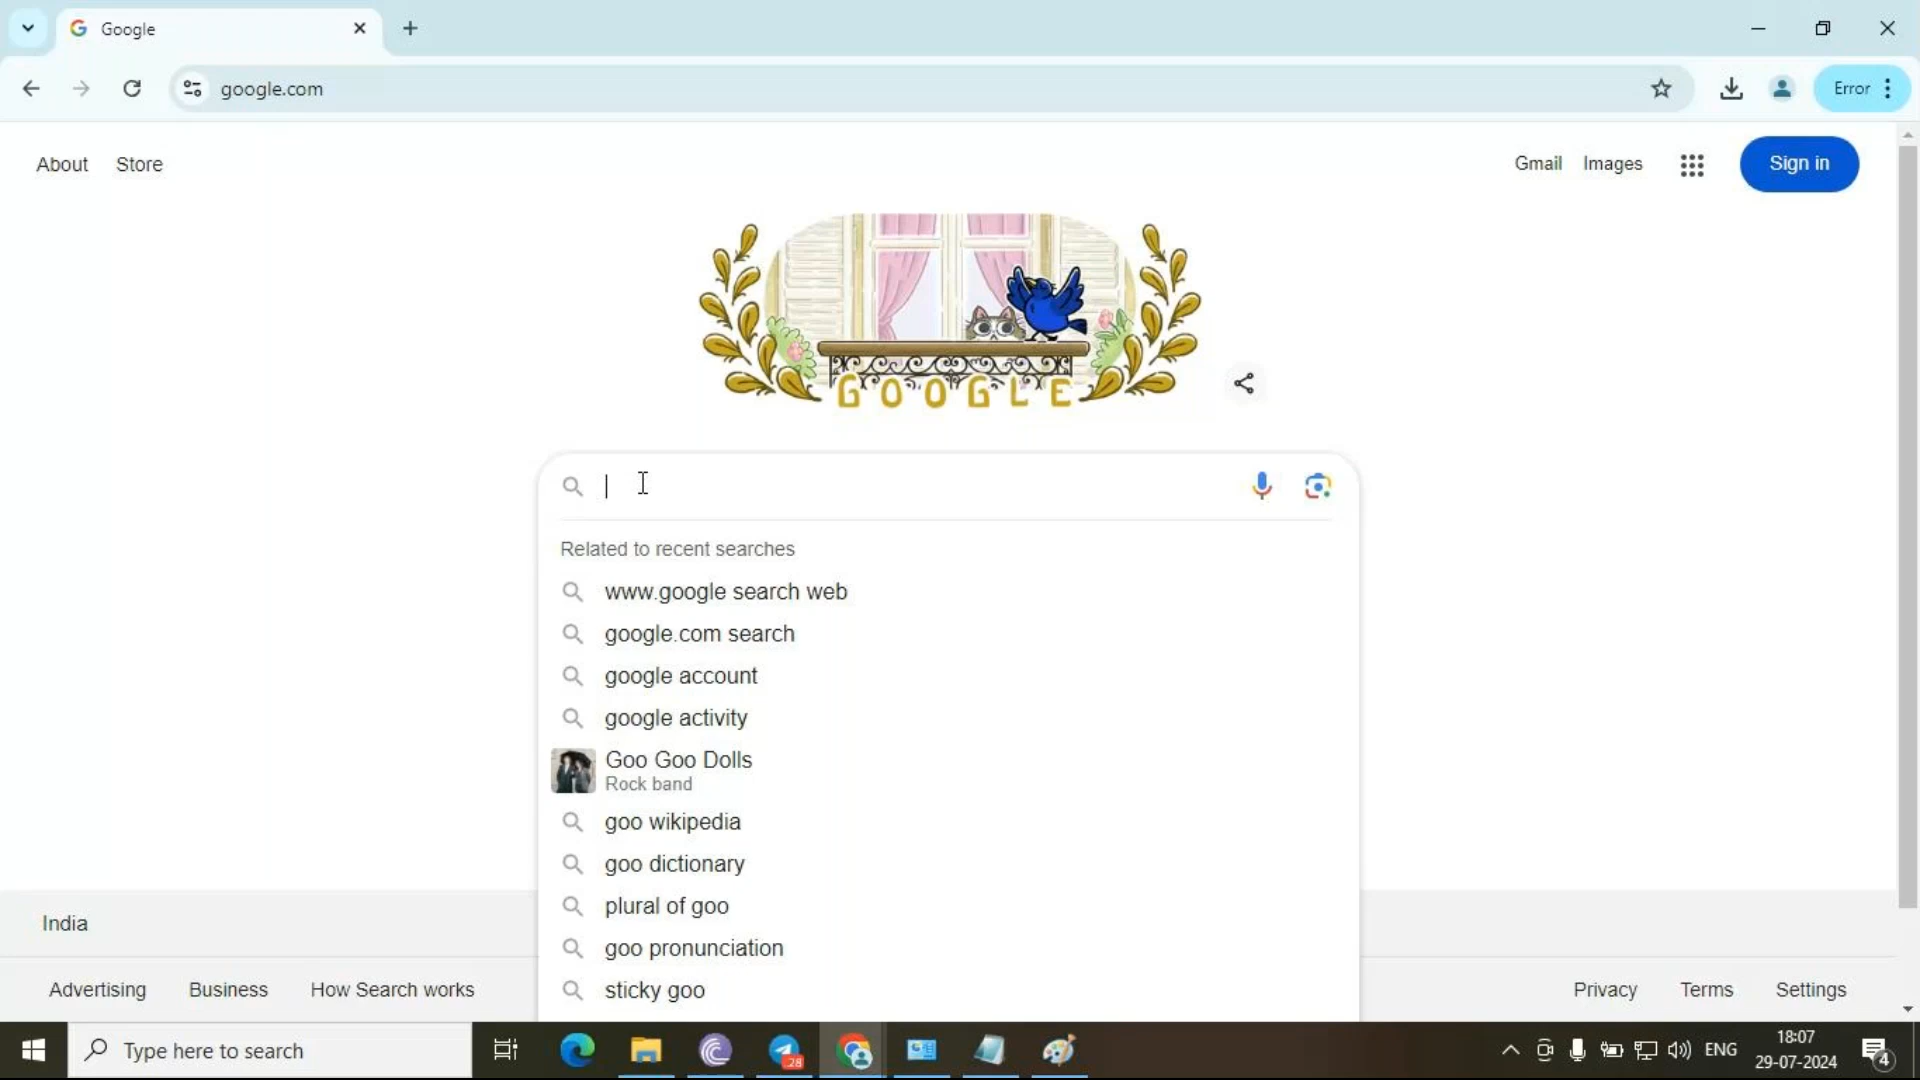 Google
google.com
Error
About Store
Gmail Images Sign in
GOOGLE
Related to recent searches
www.google search web
google.com search
google account
google activity
Goo Goo Dolls
Rock band
goo wikipedia
goo dictionary
plural of goo
goo pronunciation
sticky goo
India
Advertising Business How Search works Privacy Terms Settings
Type here to search
28
ENG
18:07
29-07-2024
4